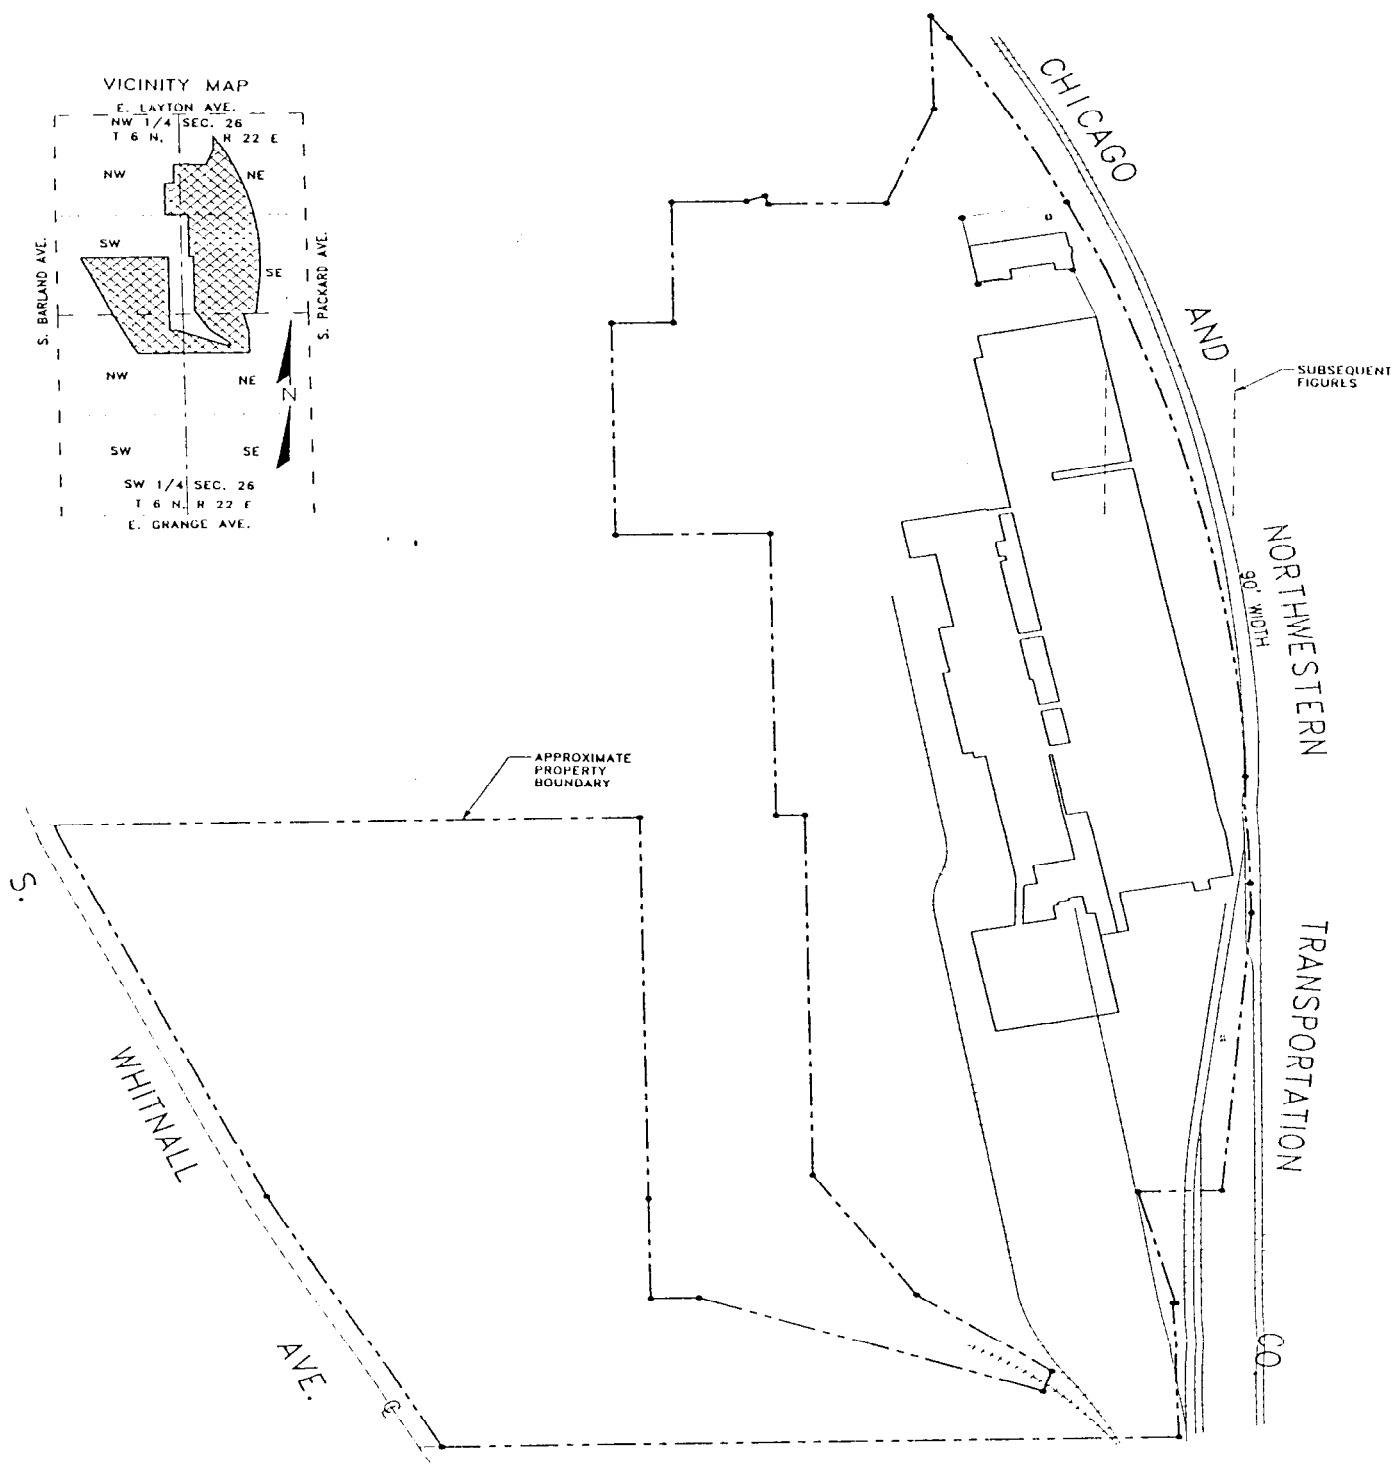 VICINITY MAP
E. LAYTON AVE.
NW 1/4 SEC. 26
T 6 N. R 22 E
NW
NE
SW
SE
S. BARLAND AVE.
S. PACKARD AVE.
NW
NE
N
SW
SE
SW 1/4 SEC. 26
T 6 N. R 22 E
E. GRANGE AVE.
CHICAGO
AND
SUBSEQUENT
FIGURES
NORTHWESTERN
90' WIDTH
APPROXIMATE
PROPERTY
BOUNDARY
TRANSPORTATION
CO
S.
WHITNALL
AVE.